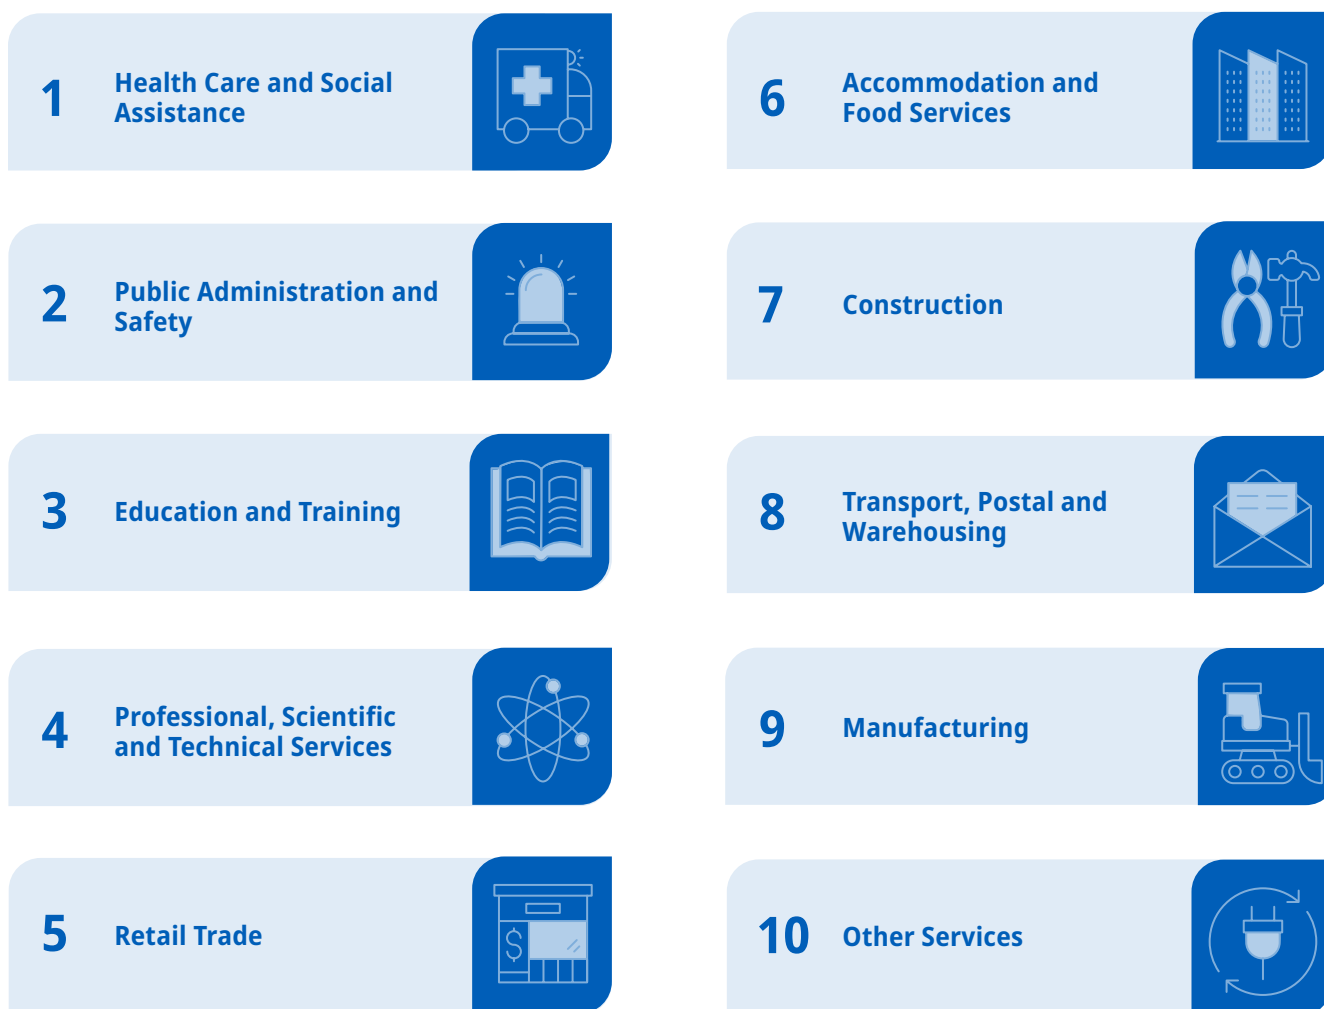 1
Health Care and Social
Assistance
2
Public Administration and
Safety
3
Education and Training
4
Professional, Scientific
and Technical Services
5
Retail Trade
$
6
Accommodation and
Food Services
7
Construction
8
Transport, Postal and
Warehousing
9
Manufacturing
10
Other Services